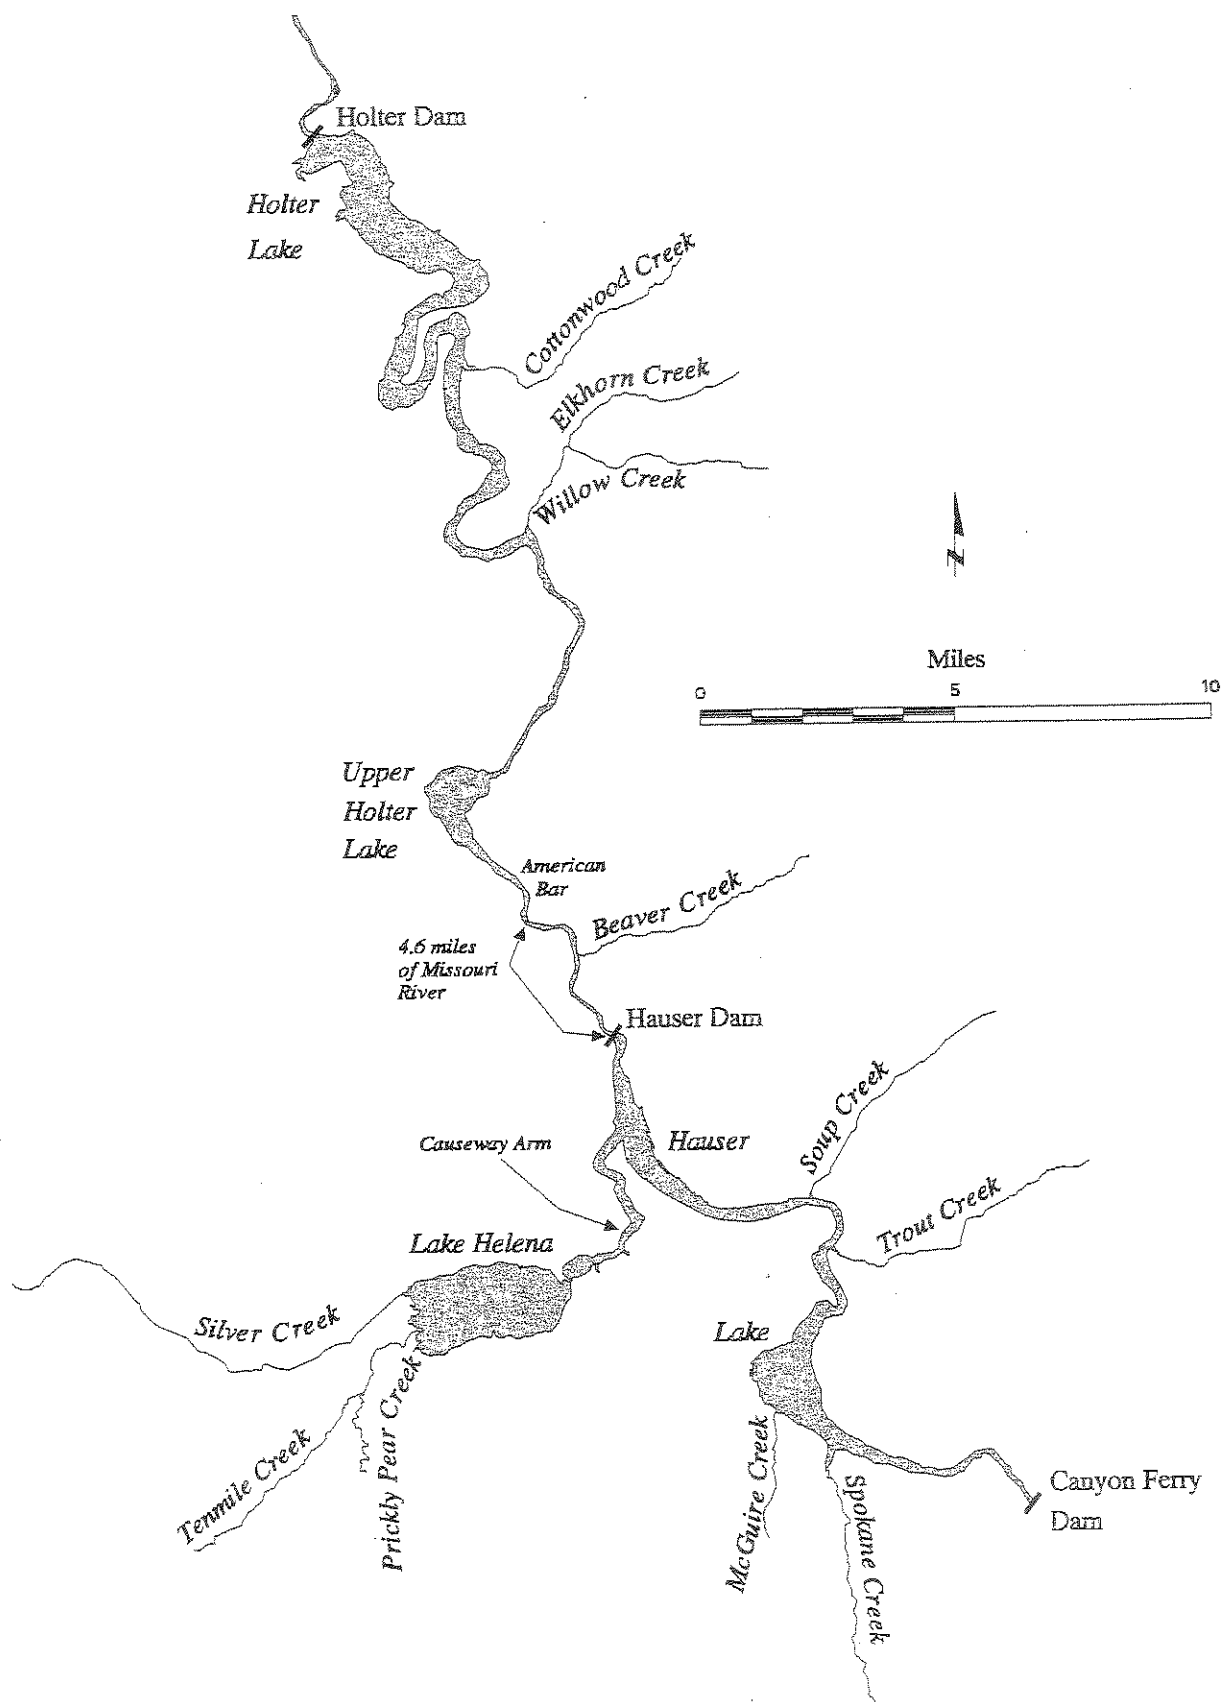 Holter Dam
Holter
Lake
Cottonwood Creek
Elkhorn Creek
Willow Creek
N
Miles
0 5 10
Upper
Holter
Lake
American
Bar
Beaver Creek
4.6 miles
of Missouri
River
Hauser Dam
Soup Creek
Causeway Arm
Hauser
Trout Creek
Lake Helena
Silver Creek
Lake
Prickly Pear Creek
Tenmile Creek
McGuire Creek
Spokane Creek
Canyon Ferry
Dam